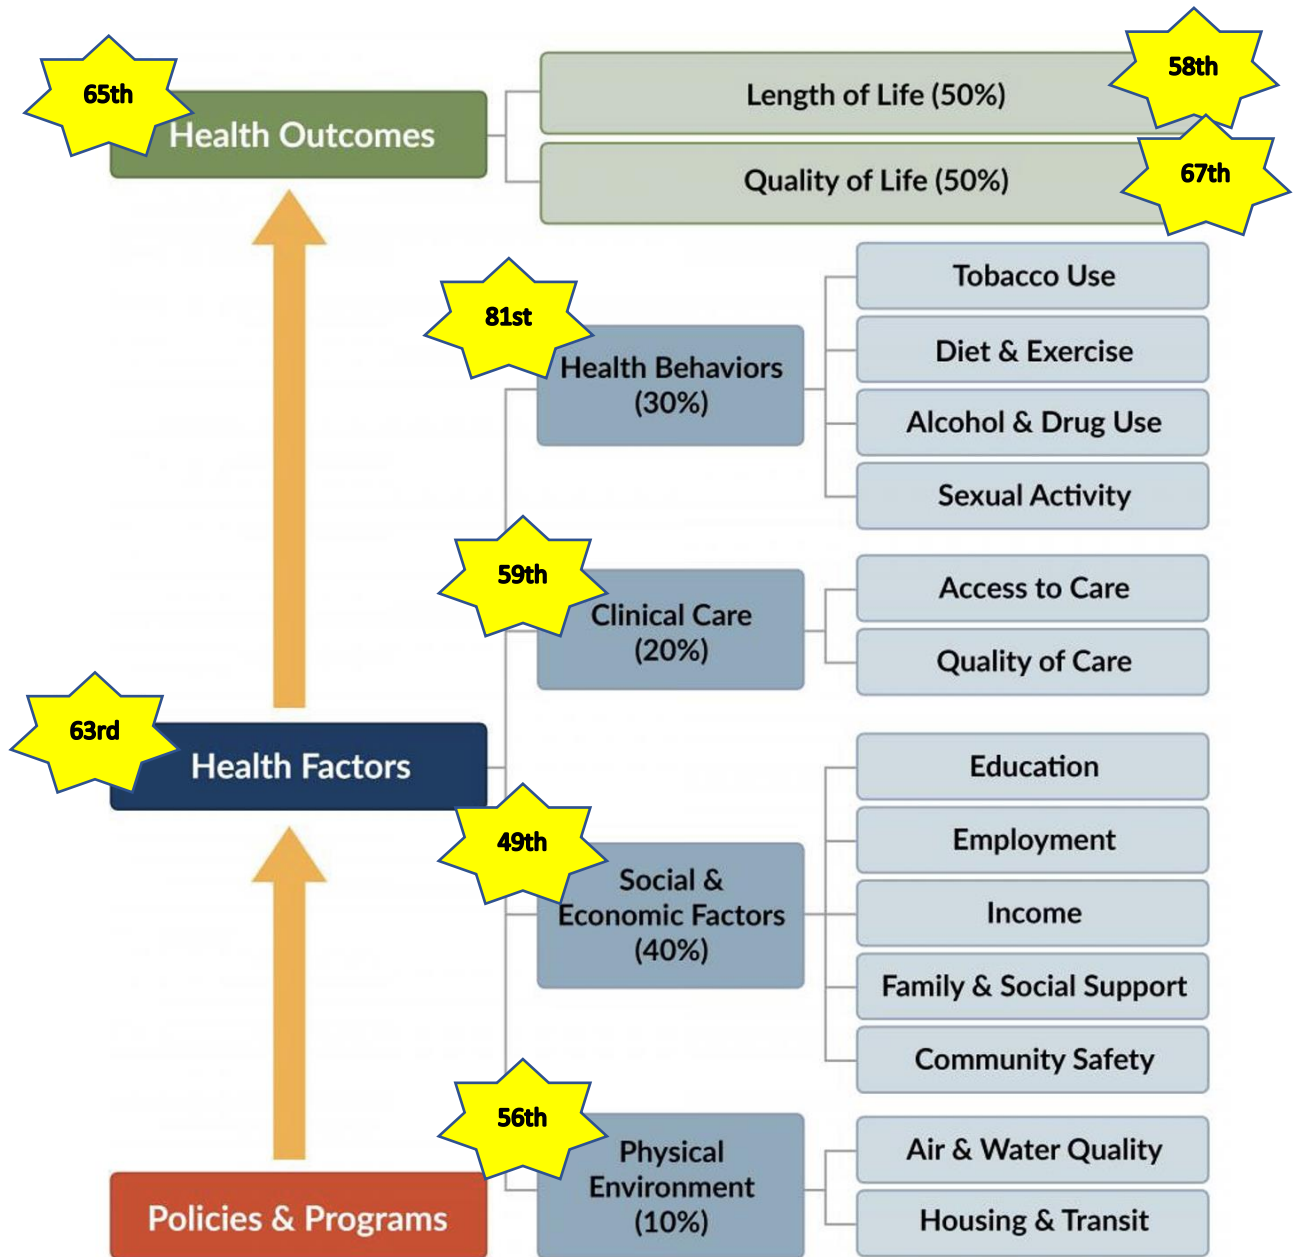 65th
Health Outcomes
Length of Life (50%)
58th
Quality of Life (50%)
67th
81st
Health Behaviors
(30%)
Tobacco Use
Diet & Exercise
Alcohol & Drug Use
Sexual Activity
59th
Clinical Care
(20%)
Access to Care
Quality of Care
63rd
Health Factors
49th
Social &
Economic Factors
(40%)
Education
Employment
Income
Family & Social Support
Community Safety
56th
Physical
Environment
(10%)
Air & Water Quality
Housing & Transit
Policies & Programs